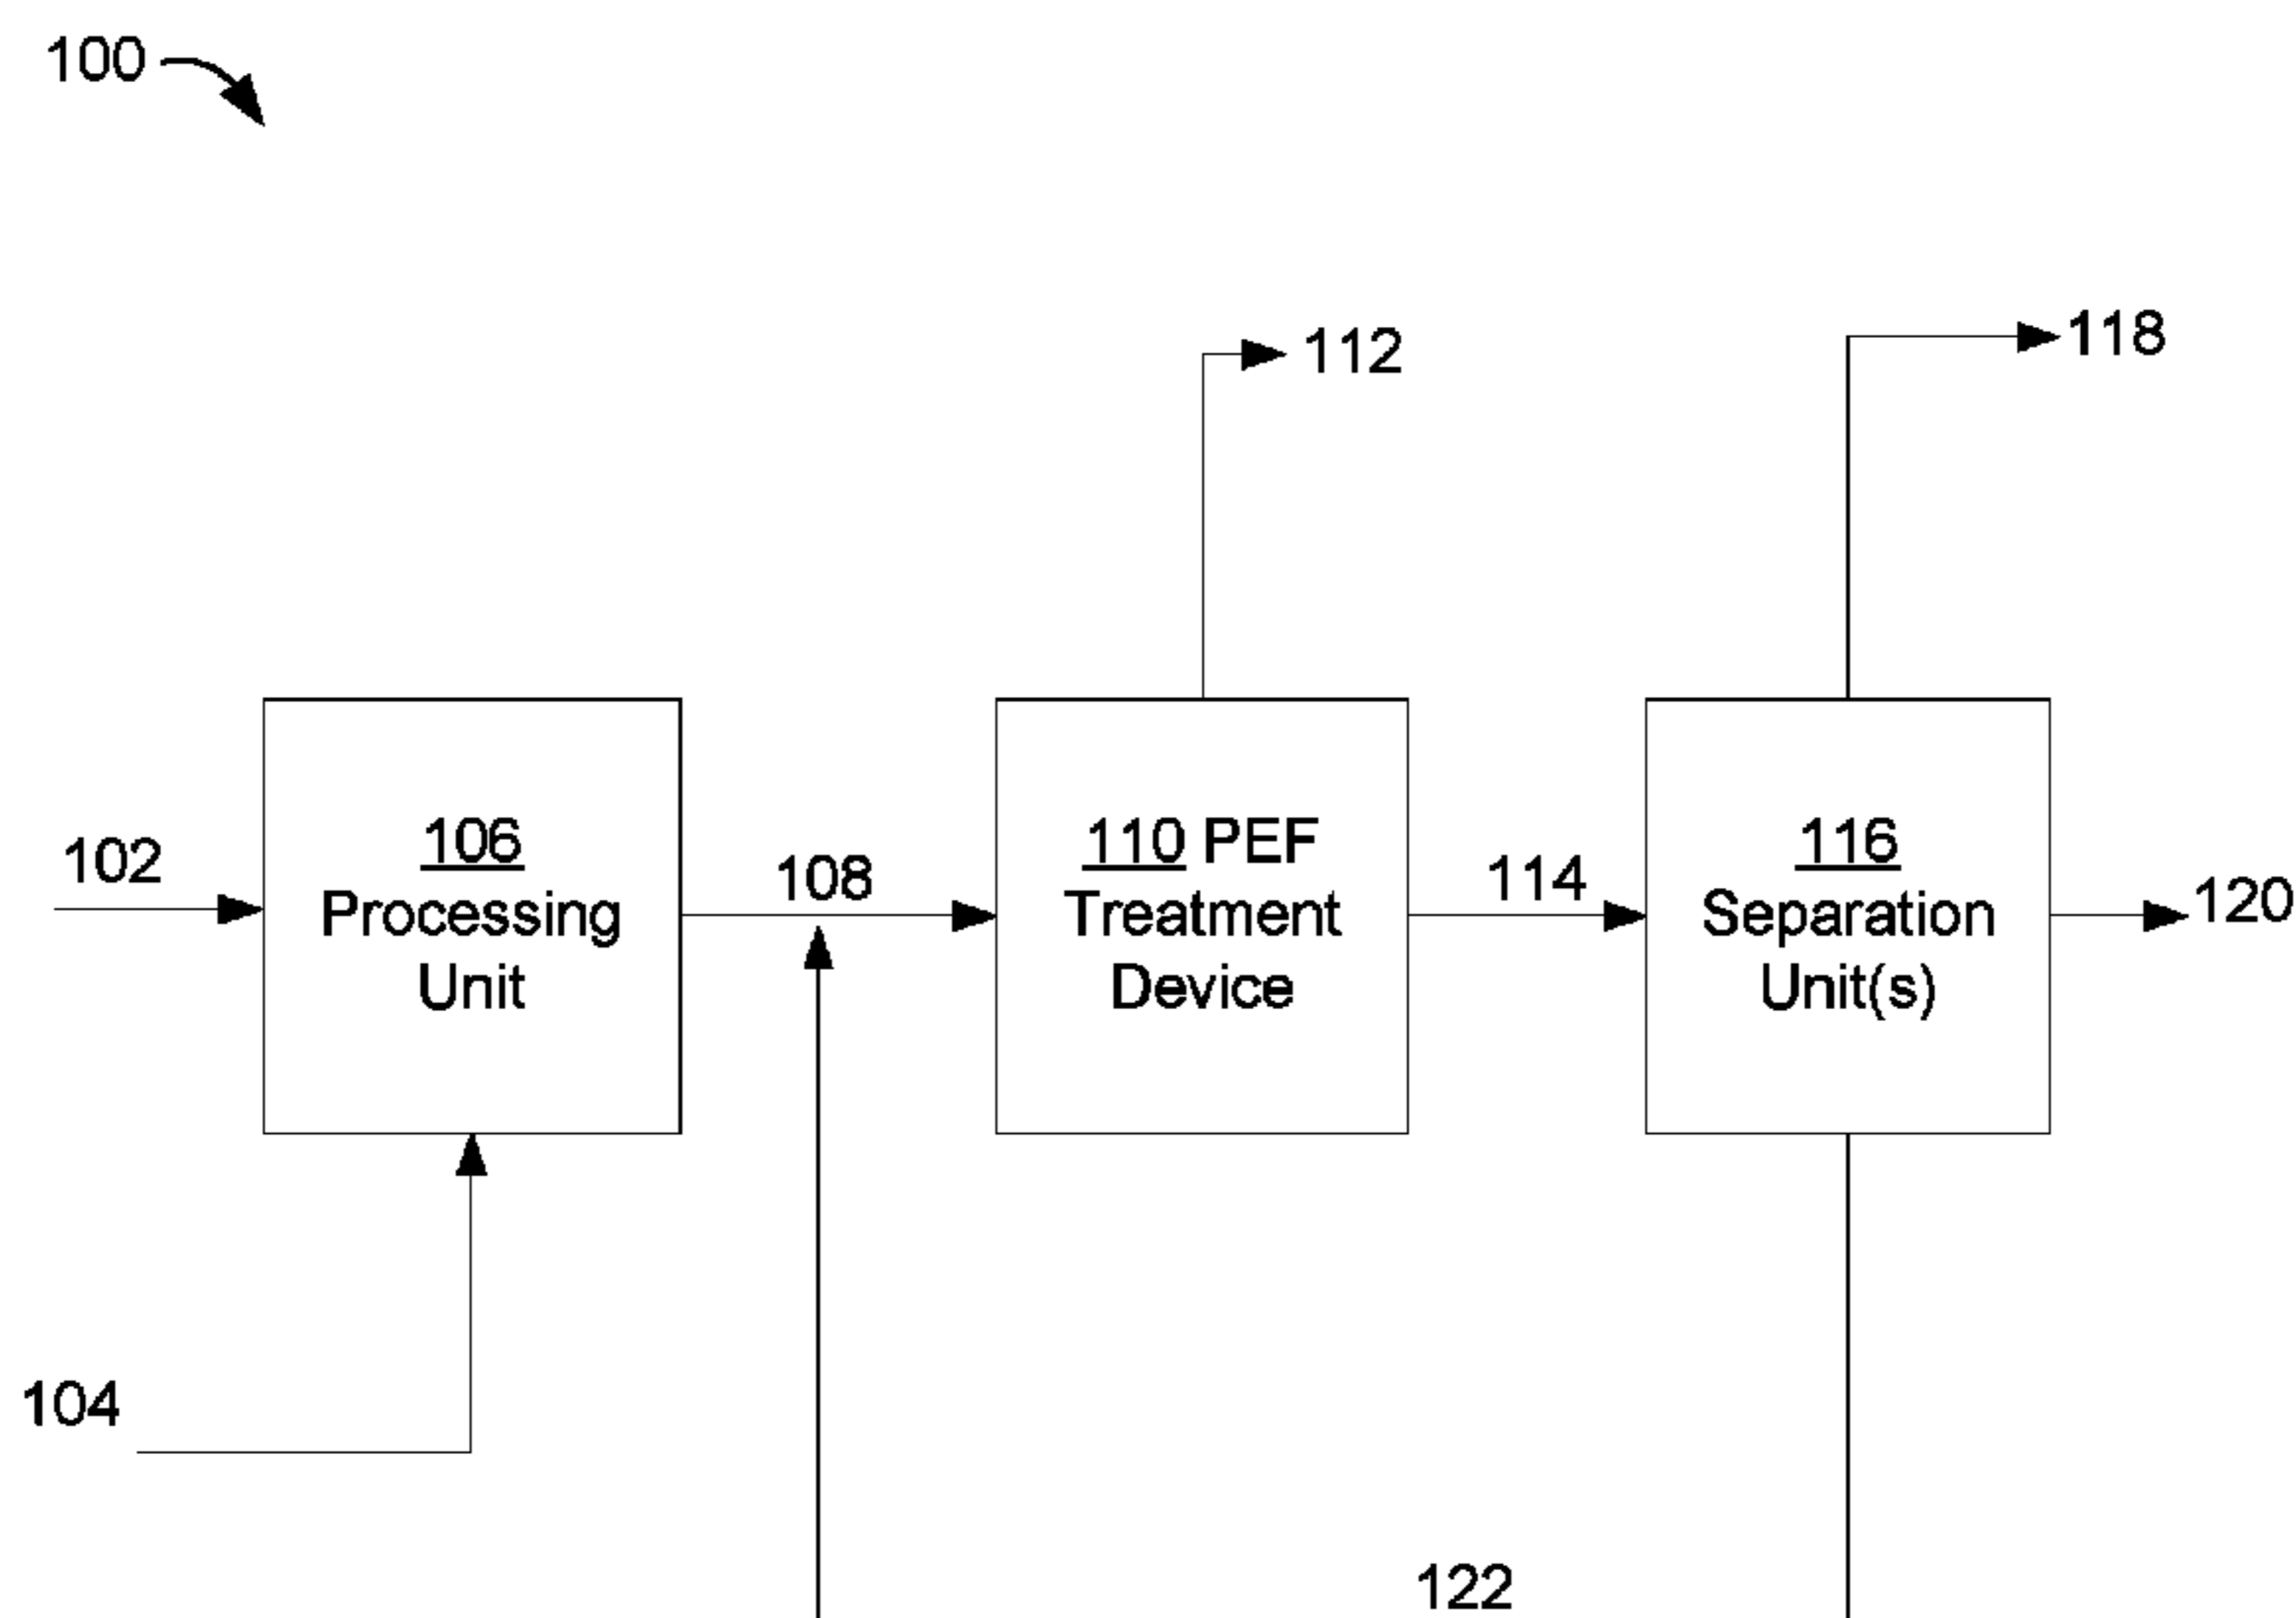 100
112
118
102
106
Processing
Unit
108
110 PEF
Treatment
Device
114
116
Separation
Unit(s)
120
104
122